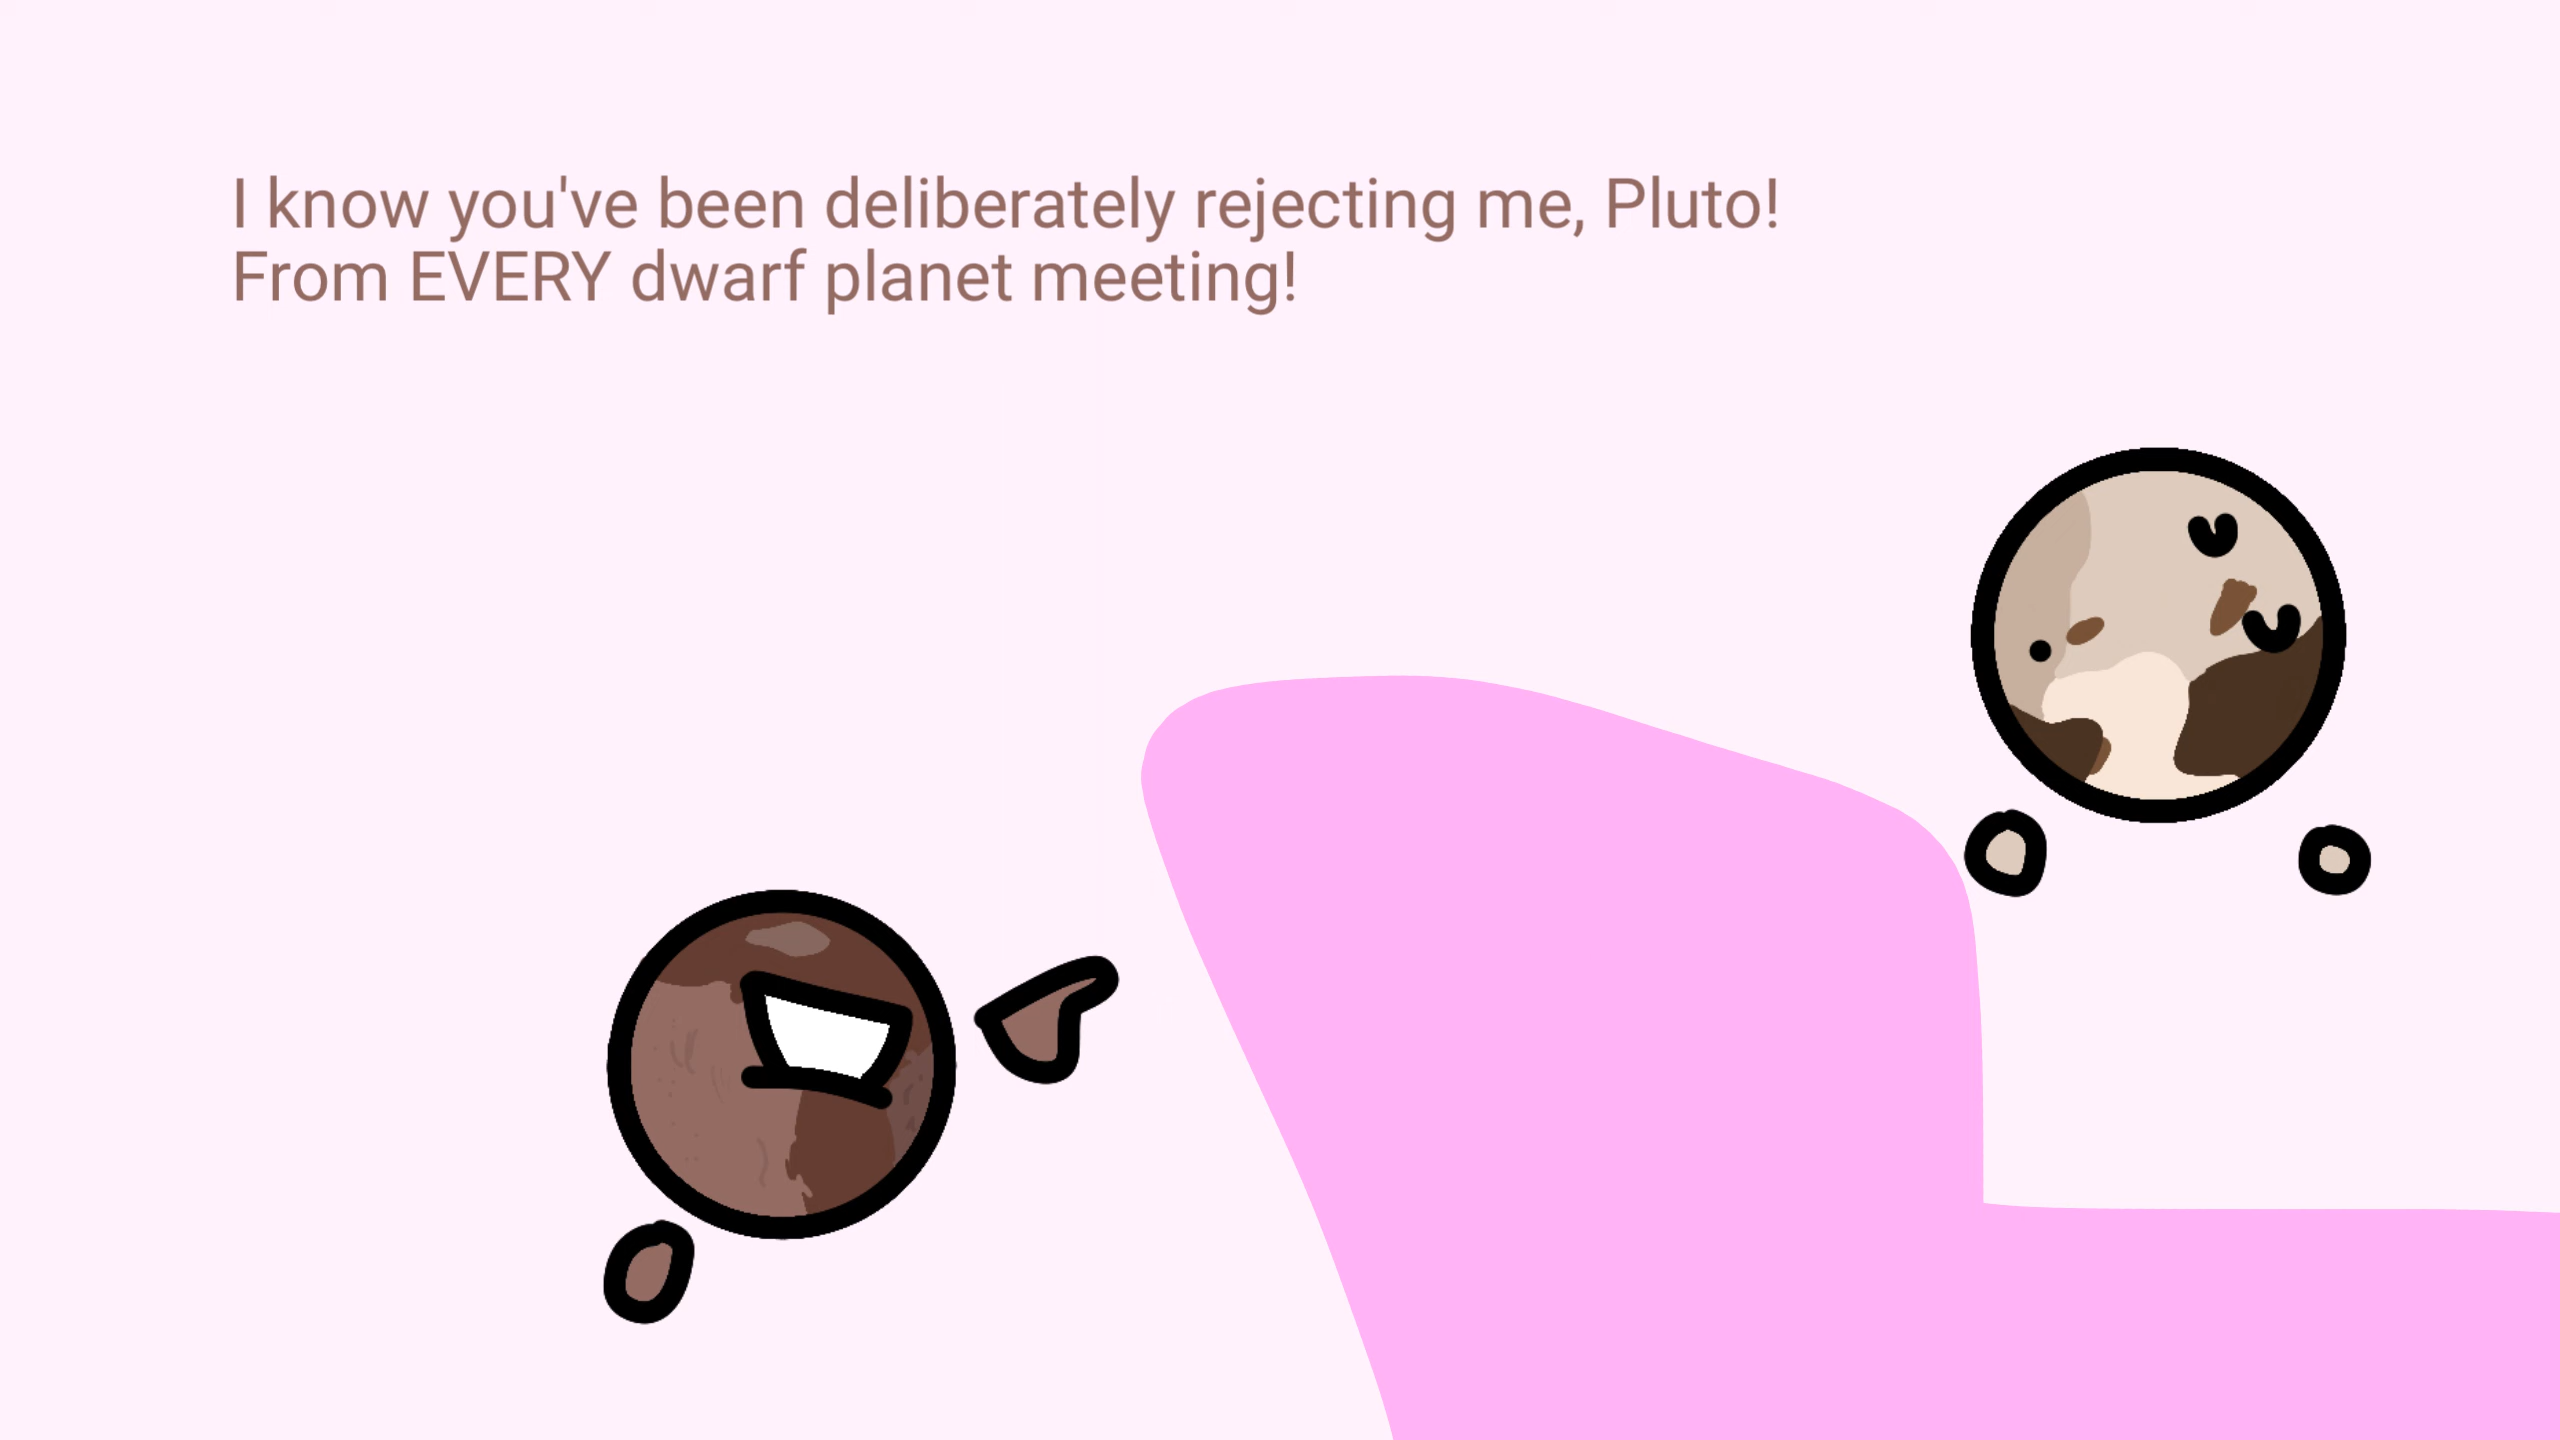 I know you've been deliberately rejecting me, Pluto!
From EVERY dwarf planet meeting!